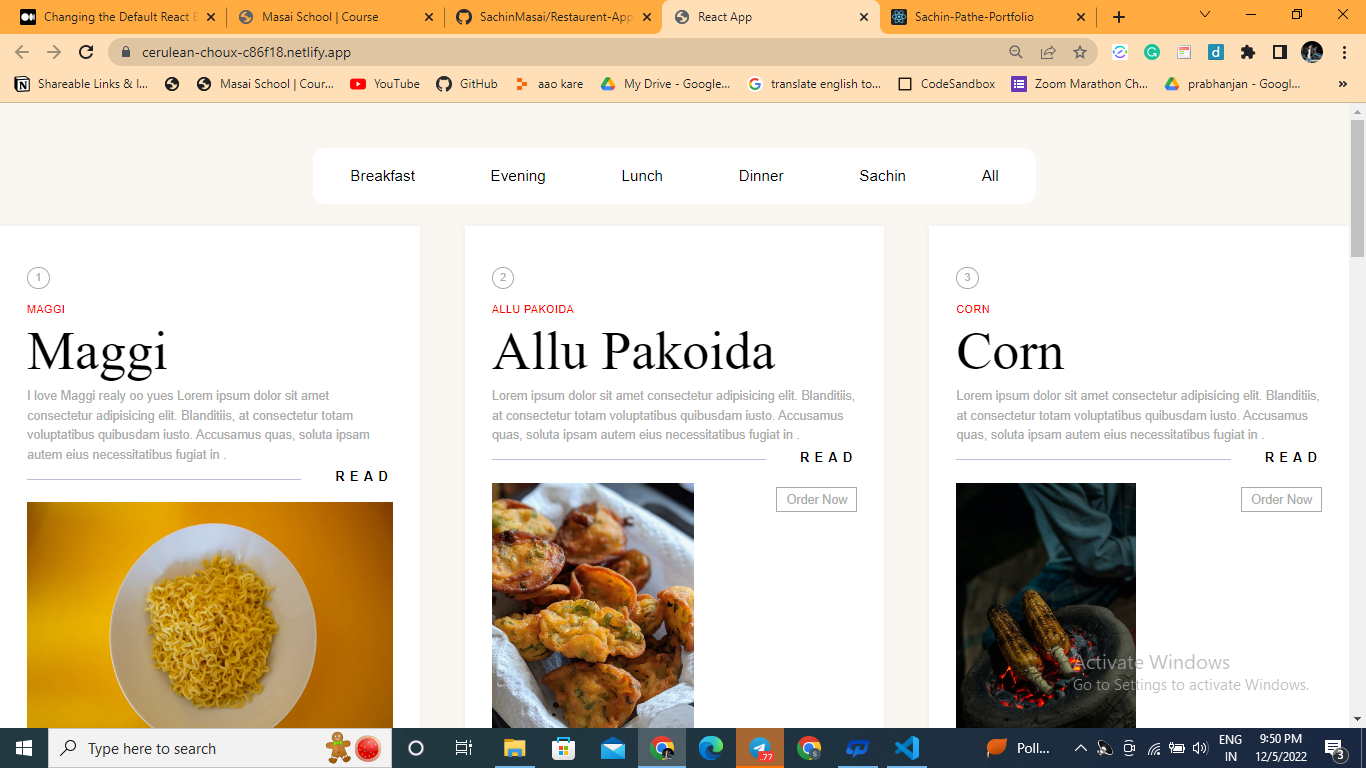 Changing the Default React E
Masai School | Course
SachinMasai/Restaurent-App
React App
Sachin-Pathe-Portfolio
cerulean-choux-c86f18.netlify.app
Shareable Links & I...
Masai School | Cour...
YouTube
GitHub
aao kare
My Drive - Google...
translate english to...
CodeSandbox
Zoom Marathon Ch...
prabhanjan - Googl...
»
Breakfast
Evening
Lunch
Dinner
Sachin
All
1
MAGGI
Maggi
I love Maggi realy oo yues Lorem ipsum dolor sit amet
consectetur adipisicing elit. Blanditiis, at consectetur totam
voluptatibus quibusdam iusto. Accusamus quas, soluta ipsam
autem eius necessitatibus fugiat in .
READ
2
ALLU PAKOIDA
Allu Pakoida
Lorem ipsum dolor sit amet consectetur adipisicing elit. Blanditiis,
at consectetur totam voluptatibus quibusdam iusto. Accusamus
quas, soluta ipsam autem eius necessitatibus fugiat in .
READ
Order Now
3
CORN
Corn
Lorem ipsum dolor sit amet consectetur adipisicing elit. Blanditiis,
at consectetur totam voluptatibus quibusdam iusto. Accusamus
quas, soluta ipsam autem eius necessitatibus fugiat in .
READ
Order Now
Activate Windows
Go to Settings to activate Windows.
Type here to search
.77
Poll...
ENG
IN
9:50 PM
12/5/2022
3